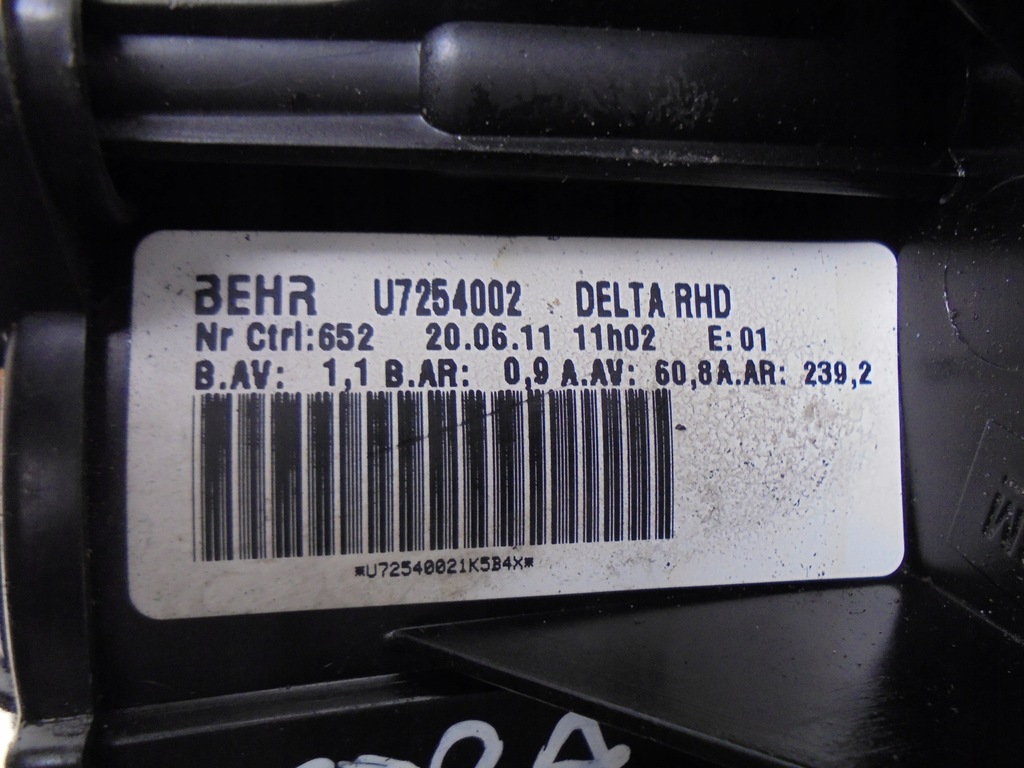 BEHR U7254002 DELTA RHD
Nr Ctrl:652 20.06.11 11h02 E: 01
B.AV: 1,1 B.AR: 0,9 A.AV: 60,8 A.AR: 239,2
*U72540021K5B4X*